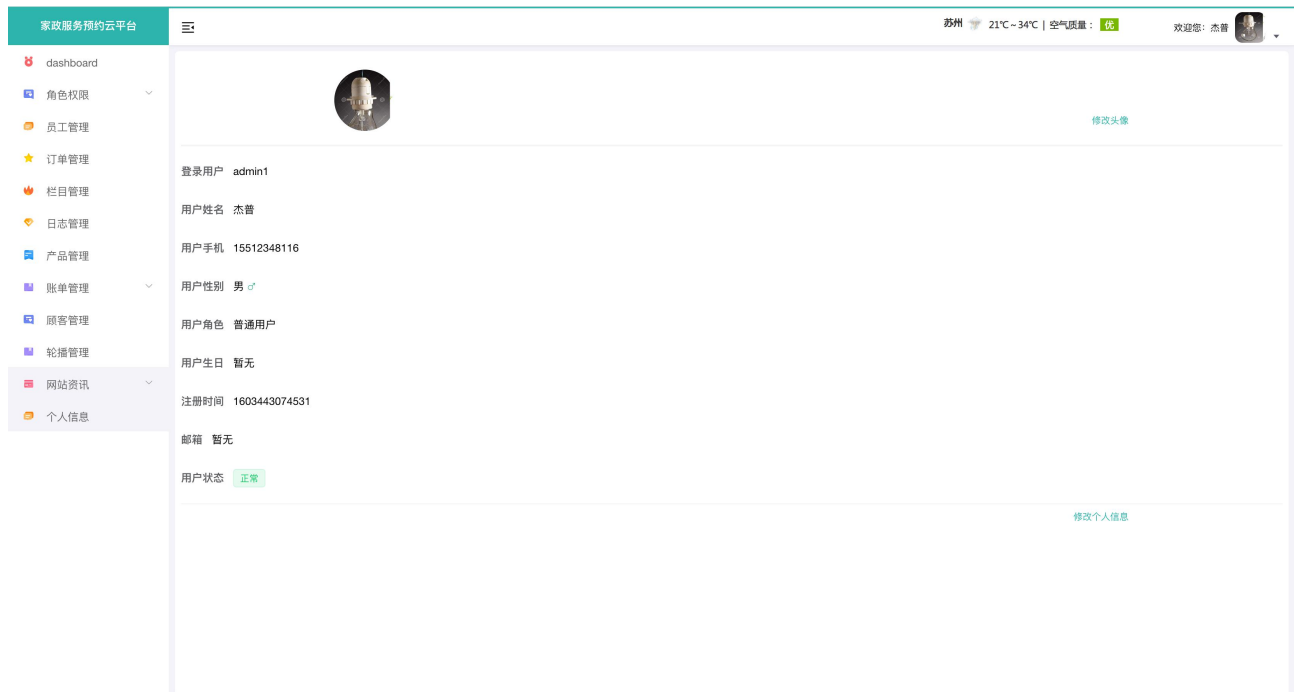 家政服务预约云平台
苏州 21℃~34℃ | 空气质量： 优
欢迎您：杰普
dashboard
角色权限
员工管理
订单管理
栏目管理
日志管理
产品管理
账单管理
顾客管理
轮播管理
网站资讯
个人信息
修改头像
登录用户 admin1
用户姓名 杰普
用户手机 15512348116
用户性别 男 ♂
用户角色 普通用户
用户生日 暂无
注册时间 1603443074531
邮箱 暂无
用户状态 正常
修改个人信息